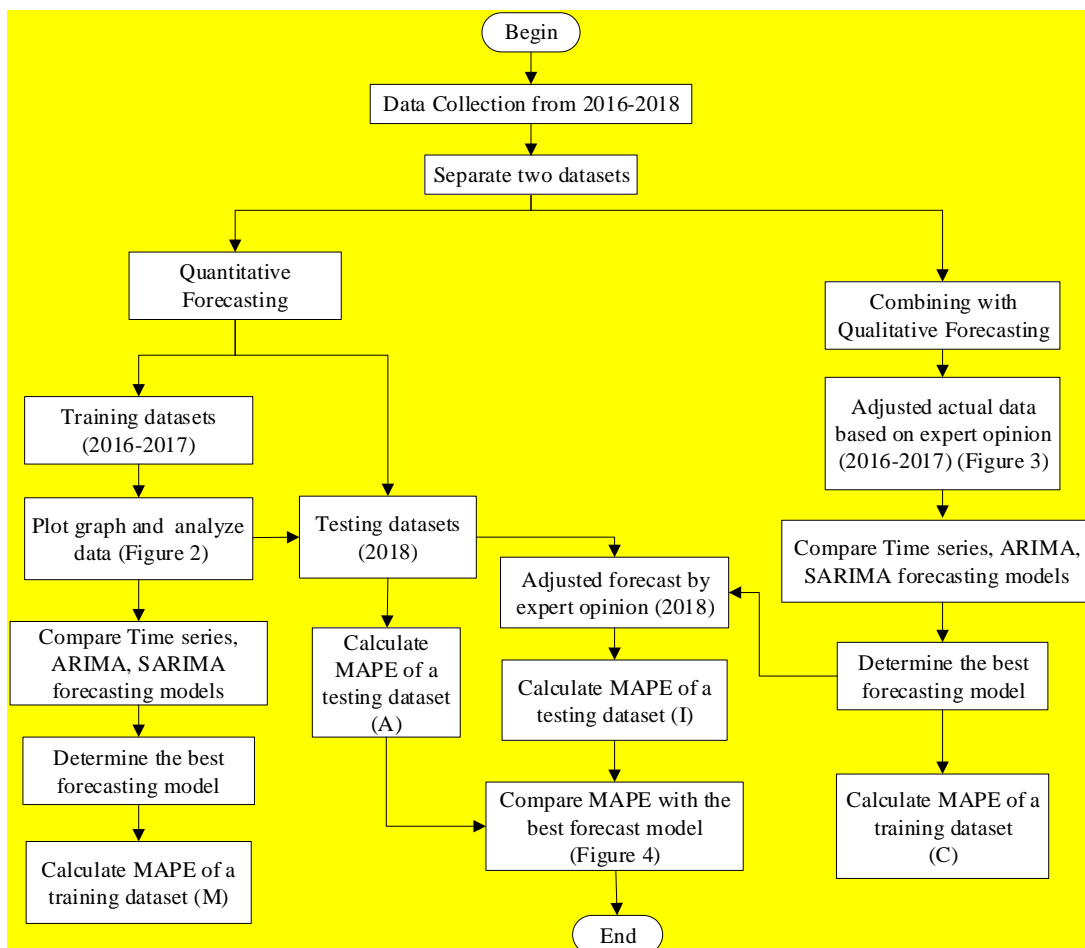 Begin
Data Collection from 2016-2018
Separate two datasets
Quantitative
Forecasting
Combining with
Qualitative Forecasting
Training datasets
(2016-2017)
Adjusted actual data
based on expert opinion
(2016-2017) (Figure 3)
Plot graph and analyze
data (Figure 2)
Testing datasets
(2018)
Adjusted forecast by
expert opinion (2018)
Compare Time series, ARIMA,
SARIMA forecasting models
Compare Time series,
ARIMA, SARIMA
forecasting models
Calculate
MAPE of a
testing dataset
(A)
Calculate MAPE of a
testing dataset (I)
Determine the best
forecasting model
Determine the best
forecasting model
Compare MAPE with the
best forecast model
(Figure 4)
Calculate MAPE of a
training dataset
(C)
Calculate MAPE of a
training dataset (M)
End